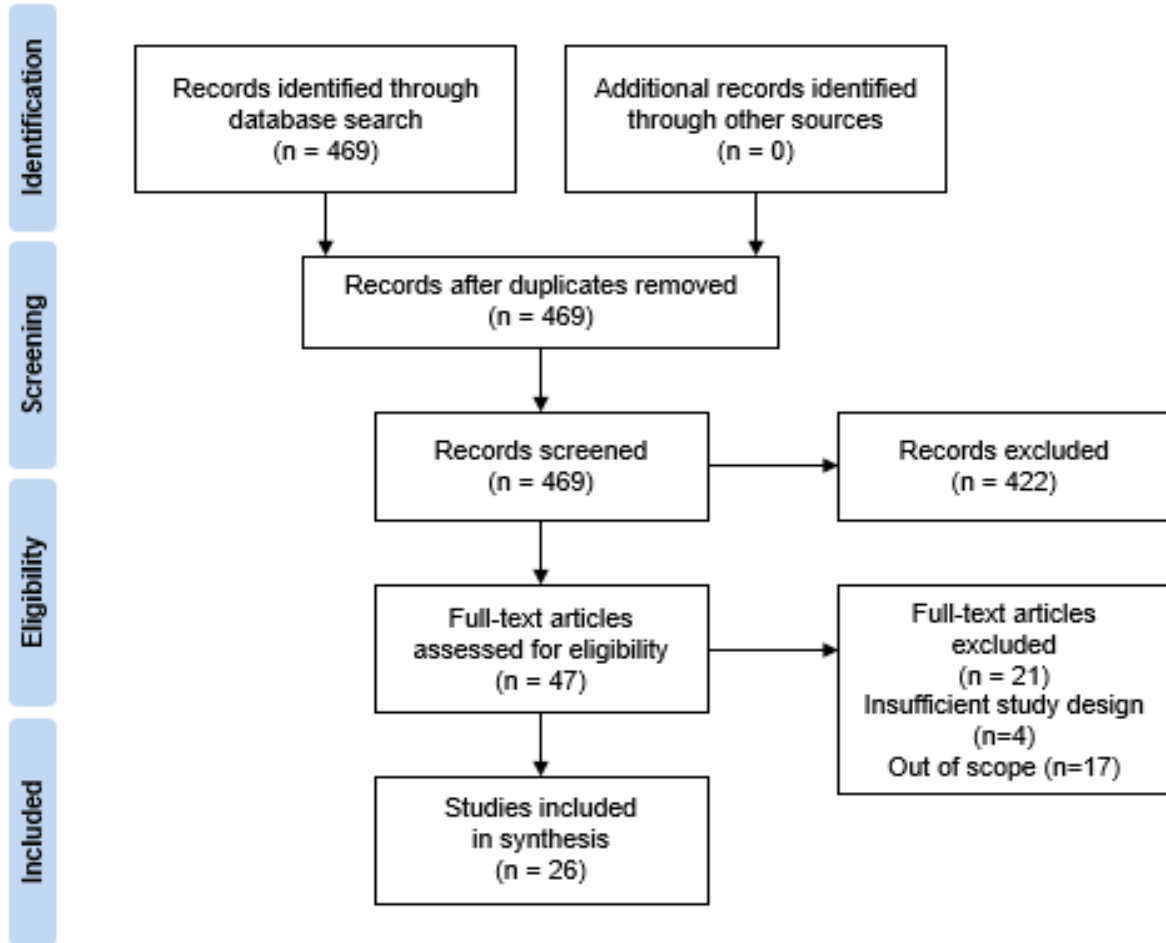 Identification
Records identified through
database search
(n = 469)
Additional records identified
through other sources
(n = 0)
Screening
Records after duplicates removed
(n = 469)
Records screened
(n = 469)
Records excluded
(n = 422)
Eligibility
Full-text articles
assessed for eligibility
(n = 47)
Full-text articles
excluded
(n = 21)
Insufficient study design
(n=4)
Out of scope (n=17)
Included
Studies included
in synthesis
(n = 26)